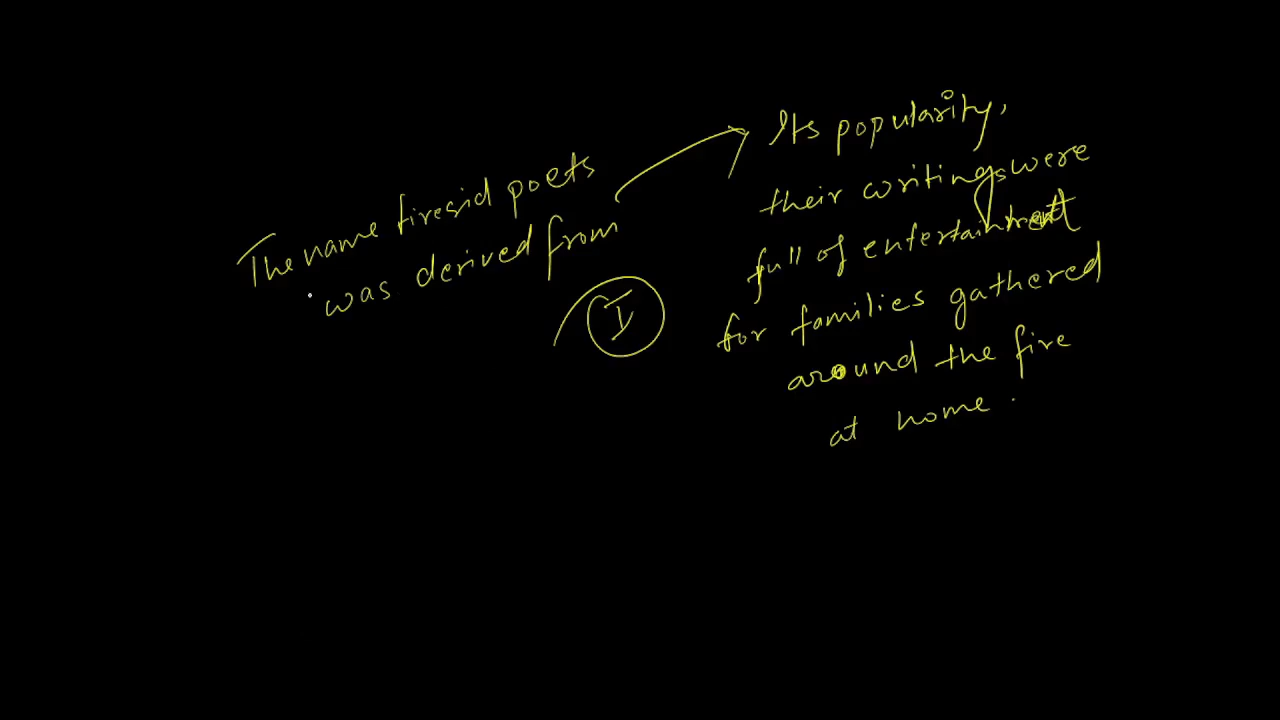 The name firesid poets
was derived from
I
Its popularity,
their writings were
full of entertainment
for families gathered
around the fire
at home.